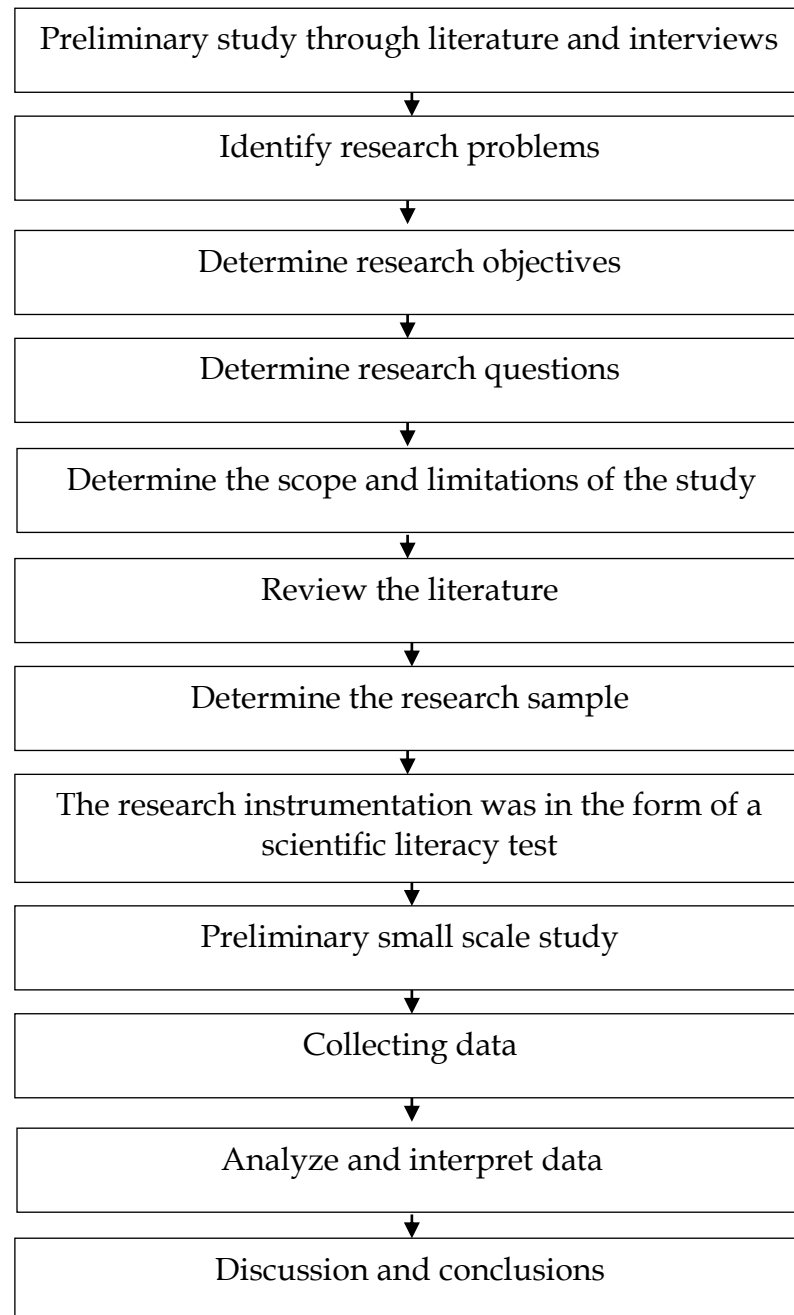 Preliminary study through literature and interviews
Identify research problems
Determine research objectives
Determine research questions
Determine the scope and limitations of the study
Review the literature
Determine the research sample
The research instrumentation was in the form of a
scientific literacy test
Preliminary small scale study
Collecting data
Analyze and interpret data
Discussion and conclusions